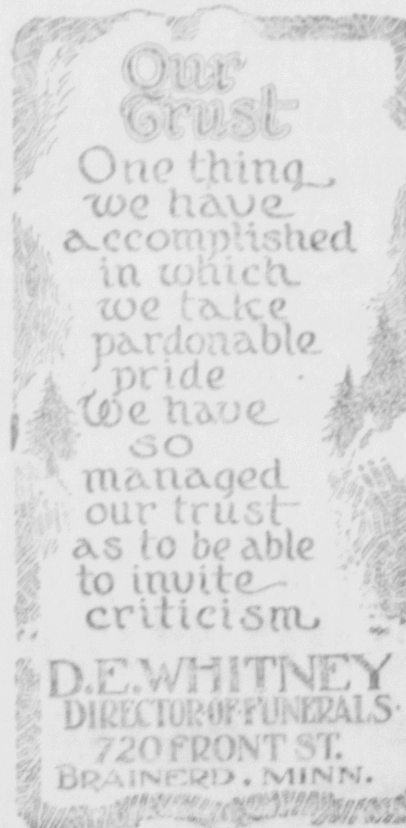 Our
Trust
One thing
we have
accomplished
in which
we take
pardonable
pride
We have
so
managed
our trust
as to be able
to invite
criticism
D.E. WHITNEY
DIRECTOR·OF·FUNERALS·
720 FRONT ST.
BRAINERD, MINN.